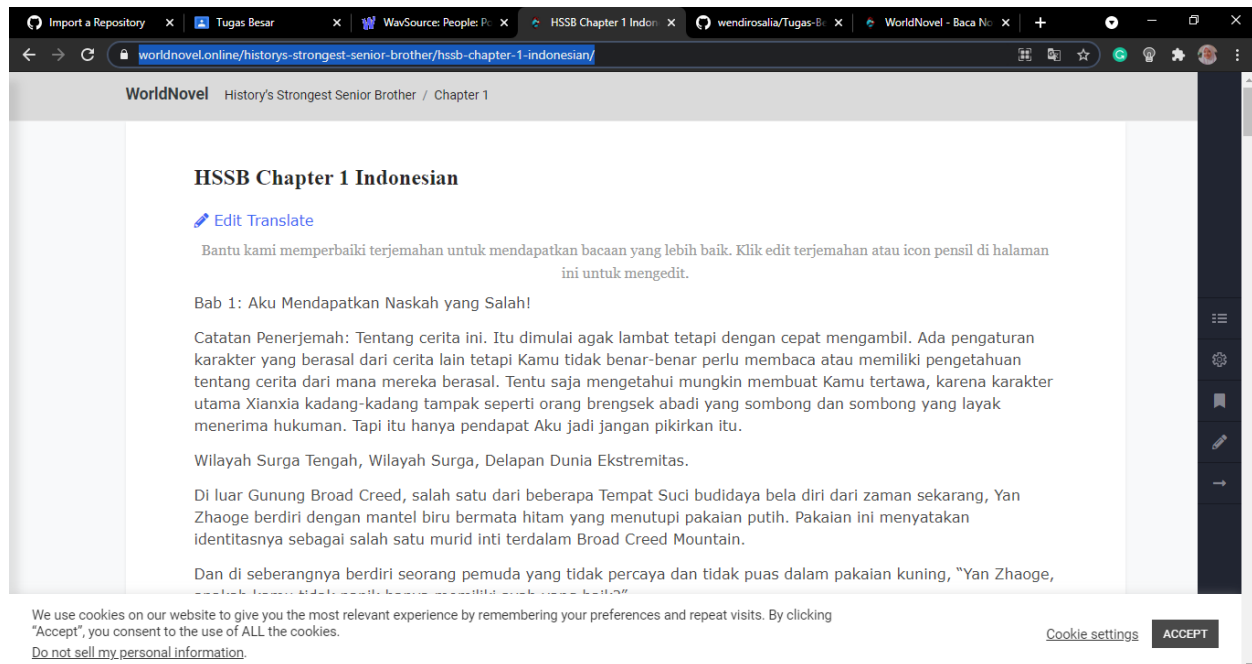 Import a Repository
Tugas Besar
WavSource: People: Po
HSSB Chapter 1 Indon
wendirosalia/Tugas-Be
WorldNovel - Baca No
worldnovel.online/historys-strongest-senior-brother/hssb-chapter-1-indonesian/
WorldNovel History's Strongest Senior Brother / Chapter 1
HSSB Chapter 1 Indonesian
Edit Translate
Bantu kami memperbaiki terjemahan untuk mendapatkan bacaan yang lebih baik. Klik edit terjemahan atau icon pensil di halaman
ini untuk mengedit.
Bab 1: Aku Mendapatkan Naskah yang Salah!
Catatan Penerjemah: Tentang cerita ini. Itu dimulai agak lambat tetapi dengan cepat mengambil. Ada pengaturan
karakter yang berasal dari cerita lain tetapi Kamu tidak benar-benar perlu membaca atau memiliki pengetahuan
tentang cerita dari mana mereka berasal. Tentu saja mengetahui mungkin membuat Kamu tertawa, karena karakter
utama Xianxia kadang-kadang tampak seperti orang brengsek abadi yang sombong dan sombong yang layak
menerima hukuman. Tapi itu hanya pendapat Aku jadi jangan pikirkan itu.
Wilayah Surga Tengah, Wilayah Surga, Delapan Dunia Ekstremitas.
Di luar Gunung Broad Creed, salah satu dari beberapa Tempat Suci budidaya bela diri dari zaman sekarang, Yan
Zhaoge berdiri dengan mantel biru bermata hitam yang menutupi pakaian putih. Pakaian ini menyatakan
identitasnya sebagai salah satu murid inti terdalam Broad Creed Mountain.
Dan di seberangnya berdiri seorang pemuda yang tidak percaya dan tidak puas dalam pakaian kuning, “Yan Zhaoge,
We use cookies on our website to give you the most relevant experience by remembering your preferences and repeat visits. By clicking
“Accept”, you consent to the use of ALL the cookies.
Do not sell my personal information.
Cookie settings
ACCEPT